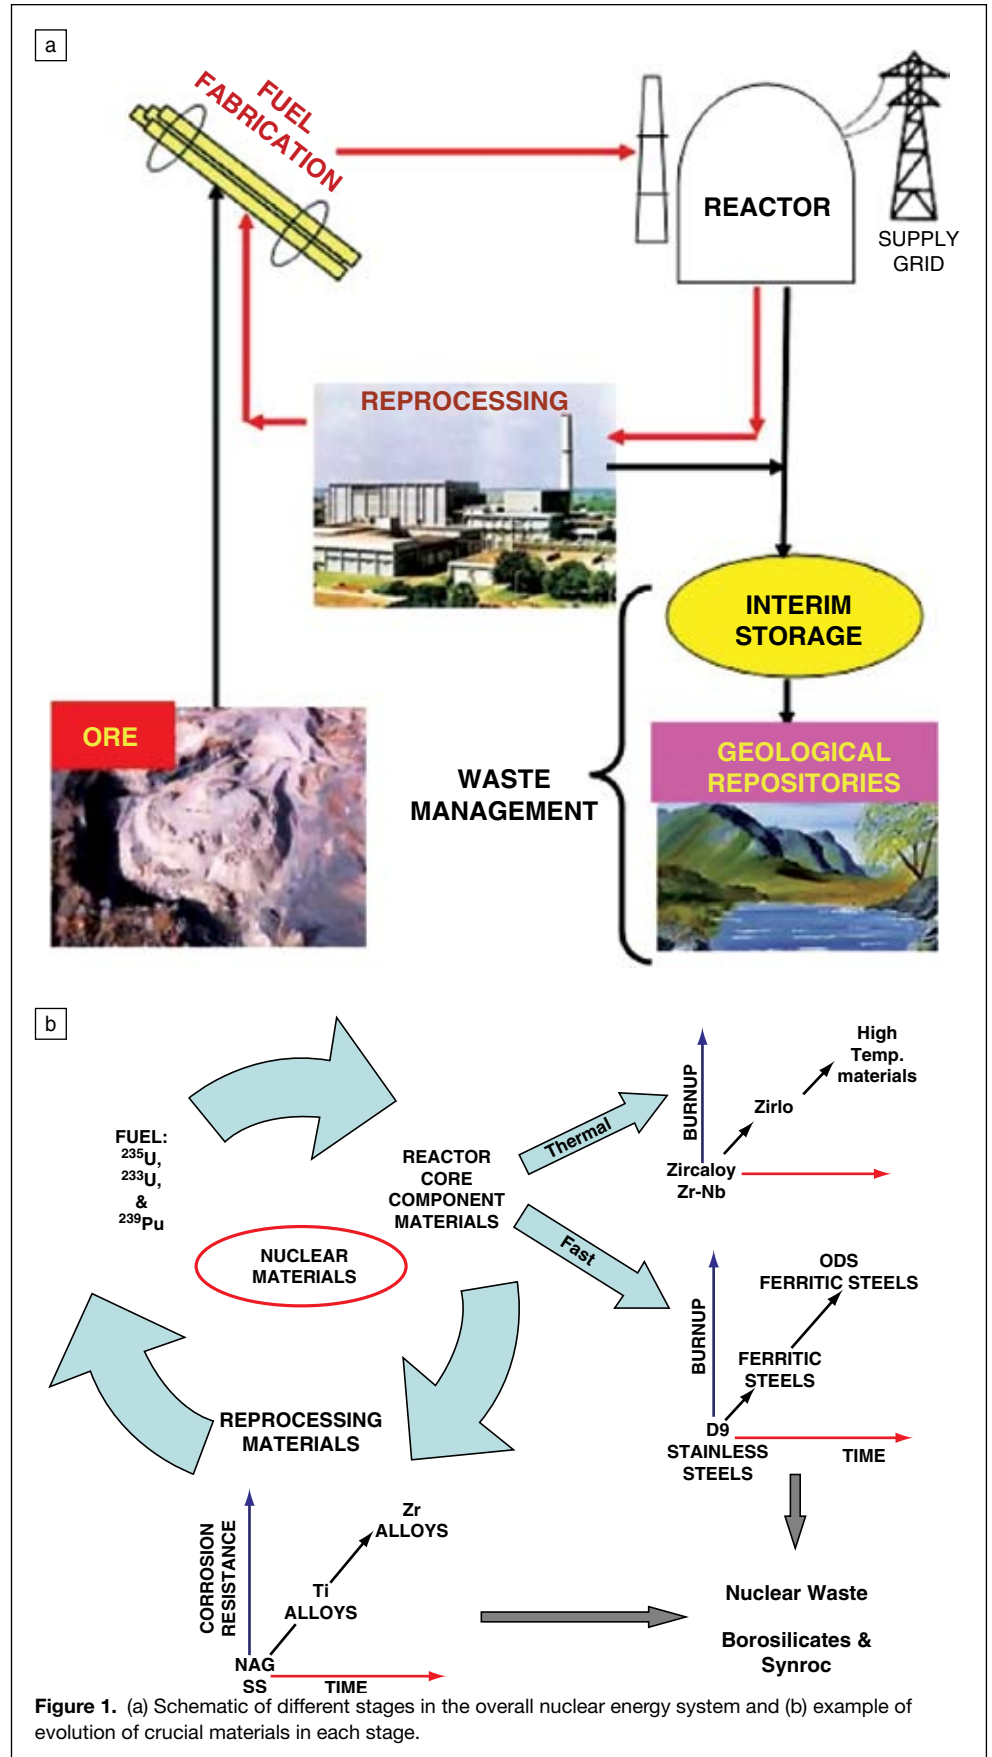 a
FUEL
FABRICATION
REACTOR
SUPPLY
GRID
REPROCESSING
INTERIM
STORAGE
ORE
GEOLOGICAL
REPOSITORIES
WASTE
MANAGEMENT
b
High
Temp.
materials
BURNUP
Zirlo
Thermal
Zircaloy
Zr-Nb
FUEL:
²³⁵U,
²³³U,
&
²³⁹Pu
REACTOR
CORE
COMPONENT
MATERIALS
NUCLEAR
MATERIALS
Fast
ODS
FERRITIC STEELS
BURNUP
FERRITIC
STEELS
D9
STAINLESS
STEELS
TIME
REPROCESSING
MATERIALS
Zr
ALLOYS
CORROSION
RESISTANCE
Ti
ALLOYS
NAG
SS
TIME
Nuclear Waste
Borosilicates &
Synroc
Figure 1. (a) Schematic of different stages in the overall nuclear energy system and (b) example of
evolution of crucial materials in each stage.